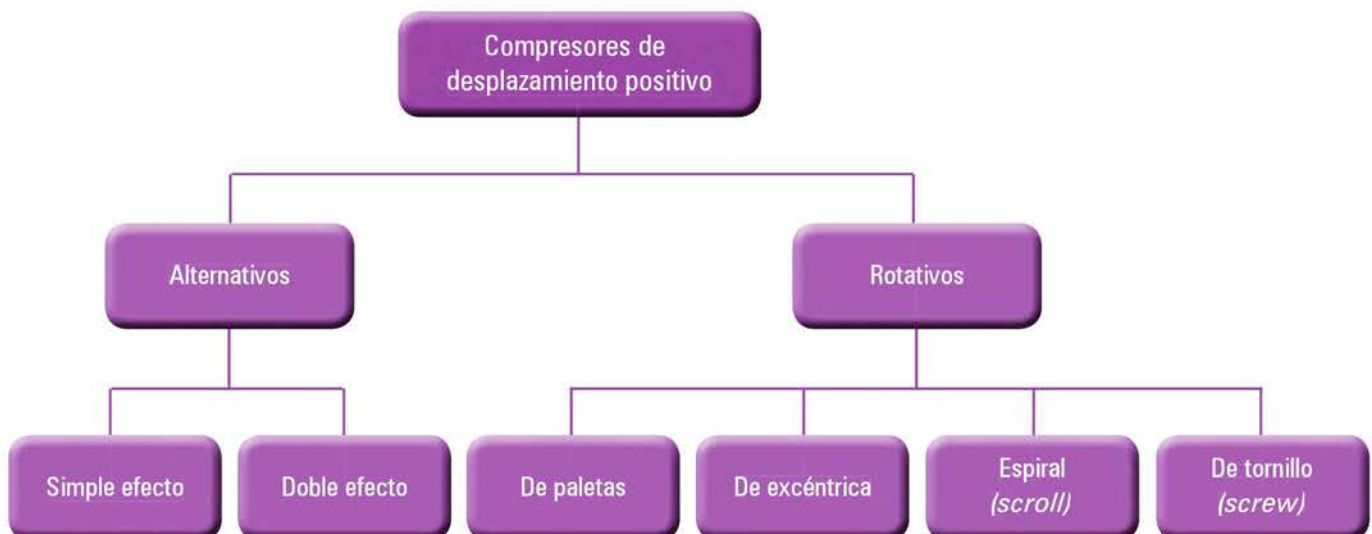 Compresores de
desplazamiento positivo
Alternativos
Rotativos
Simple efecto
Doble efecto
De paletas
De excéntrica
Espiral
(scroll)
De tornillo
(screw)